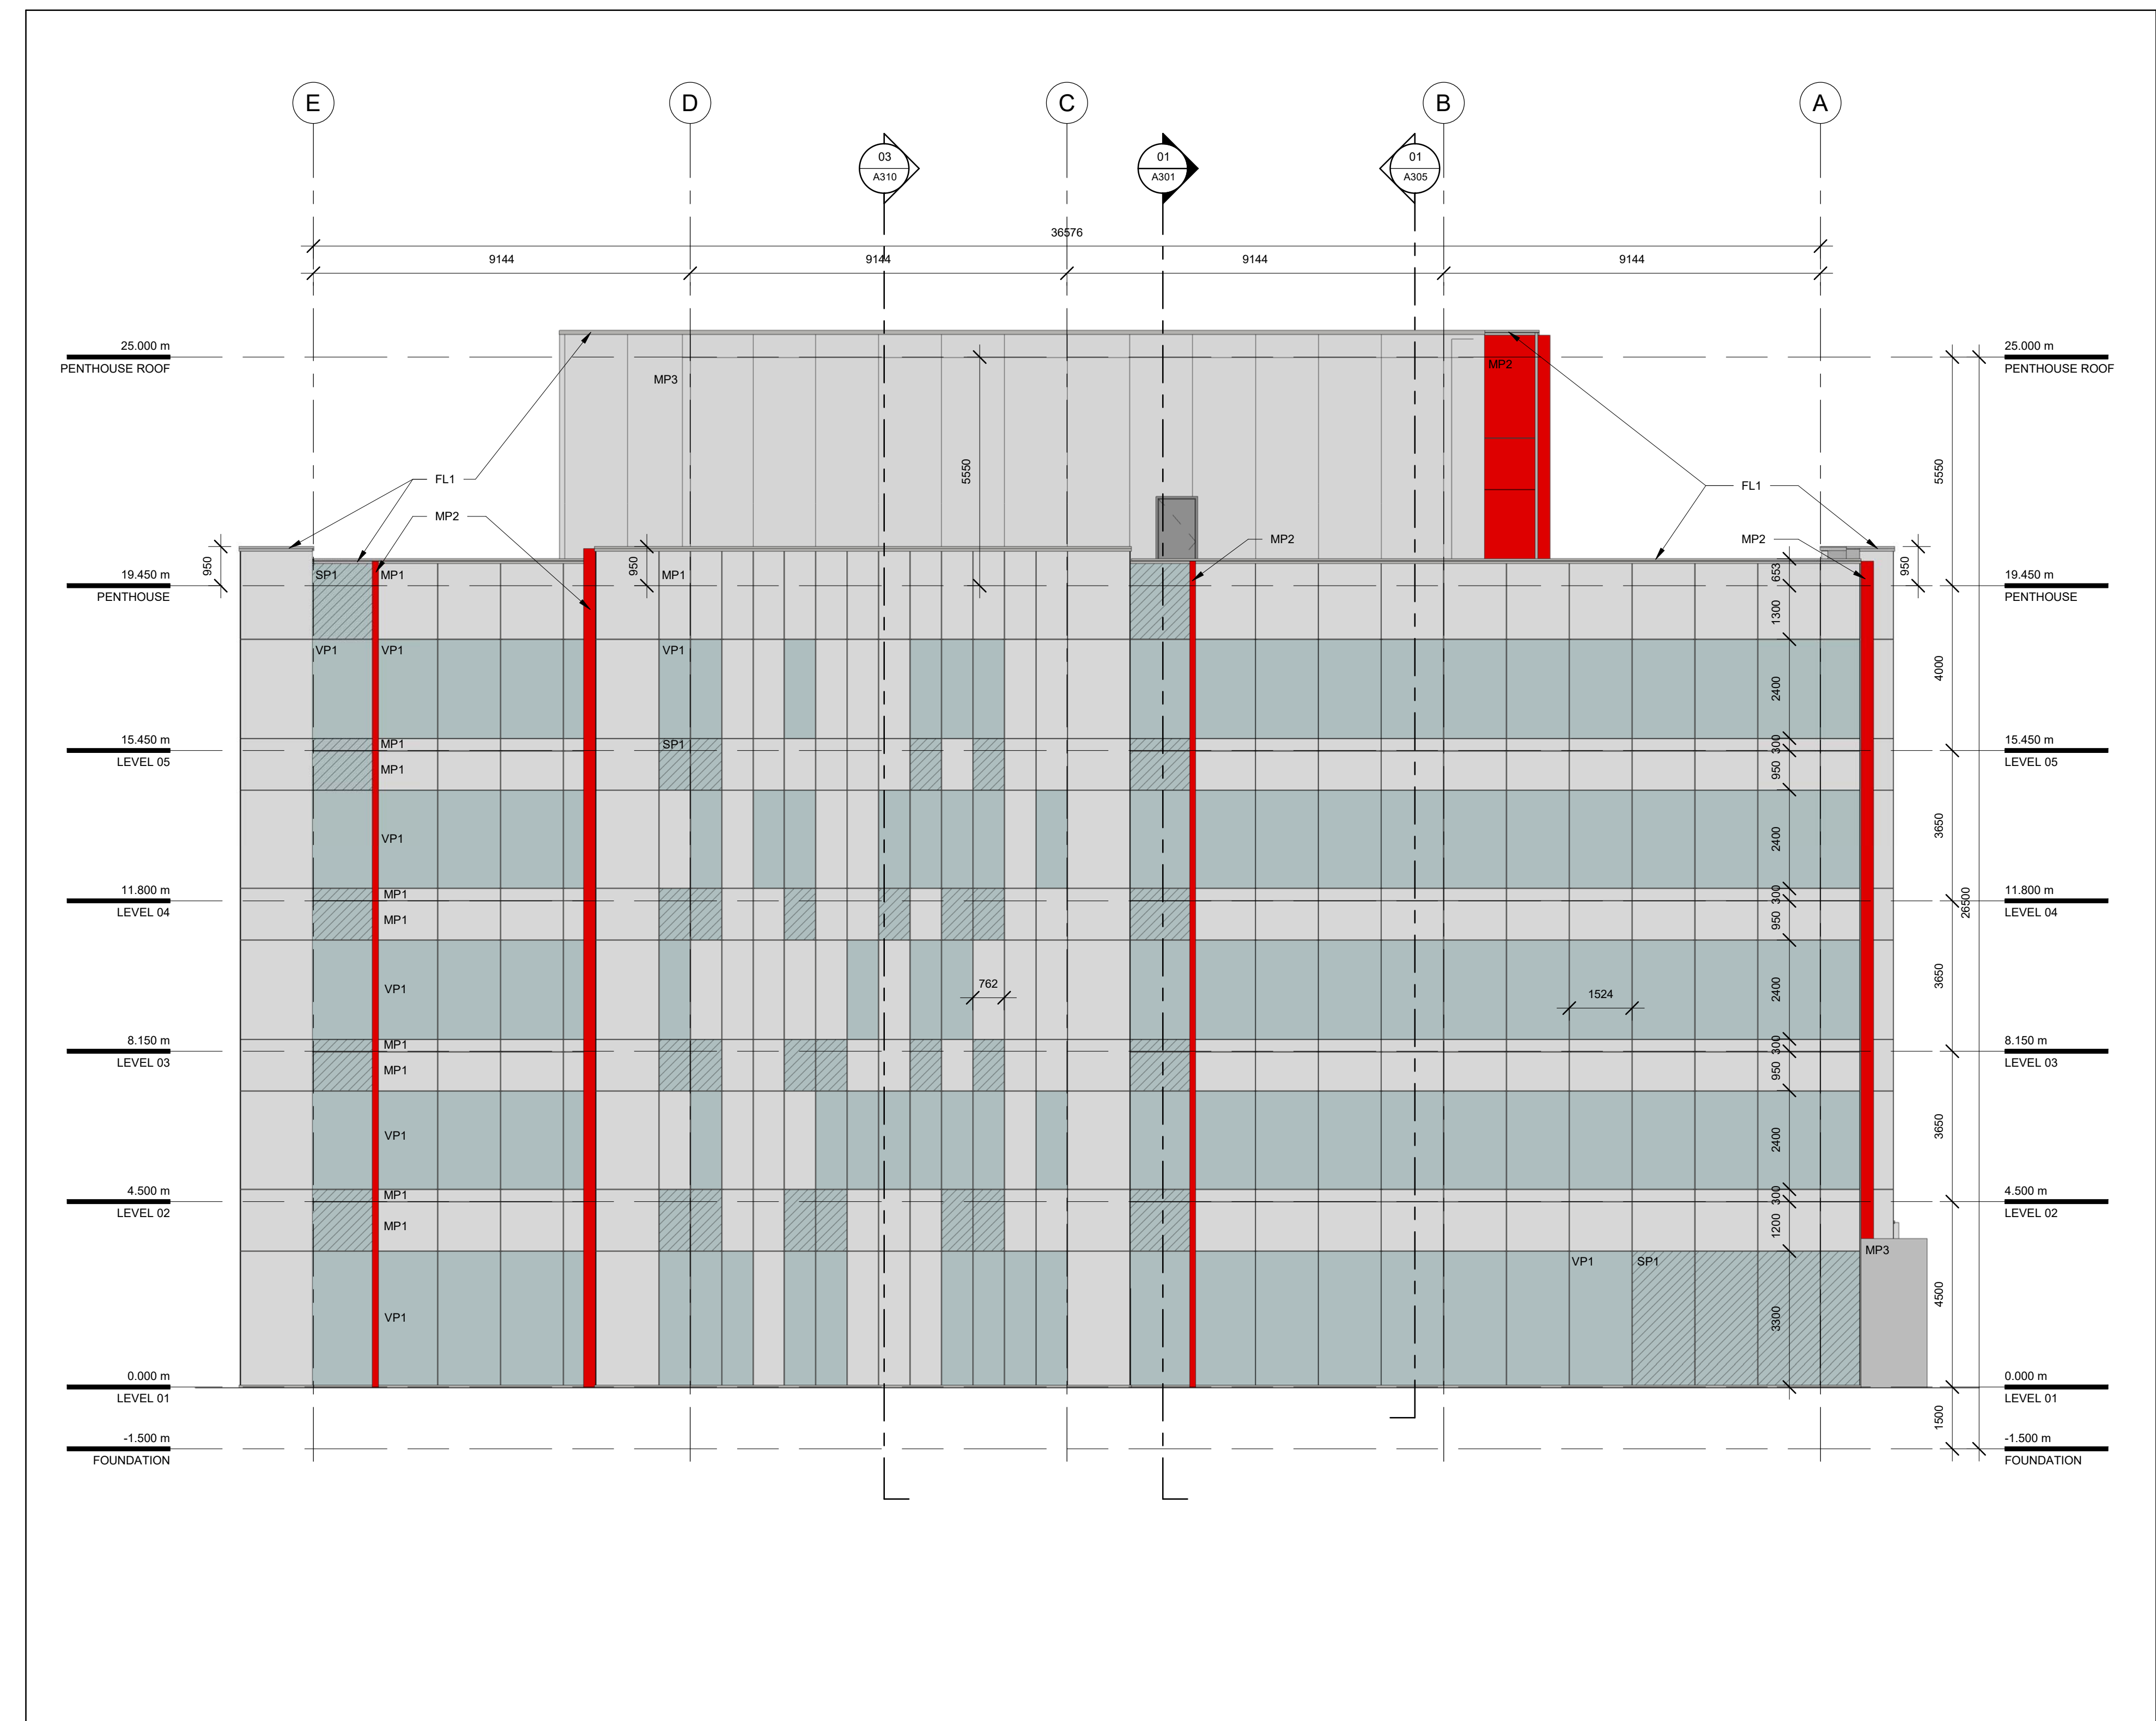 E
D
C
B
A
03
A310
01
A301
01
A305
36576
9144
9144
9144
9144
25.000 m
PENTHOUSE ROOF
25.000 m
PENTHOUSE ROOF
MP3
MP2
5550
5550
FL1
FL1
MP2
MP2
MP2
950
950
653
950
19.450 m
PENTHOUSE
SP1
MP1
MP1
19.450 m
PENTHOUSE
1300
VP1
VP1
VP1
2400
4000
15.450 m
LEVEL 05
MP1
SP1
300
15.450 m
LEVEL 05
MP1
950
VP1
2400
3650
11.800 m
LEVEL 04
MP1
300
26500
11.800 m
LEVEL 04
MP1
950
VP1
762
1524
2400
3650
8.150 m
LEVEL 03
MP1
300
8.150 m
LEVEL 03
MP1
950
VP1
2400
3650
4.500 m
LEVEL 02
MP1
300
4.500 m
LEVEL 02
MP1
1200
MP3
VP1
SP1
VP1
3300
4500
0.000 m
LEVEL 01
0.000 m
LEVEL 01
1500
-1.500 m
FOUNDATION
-1.500 m
FOUNDATION